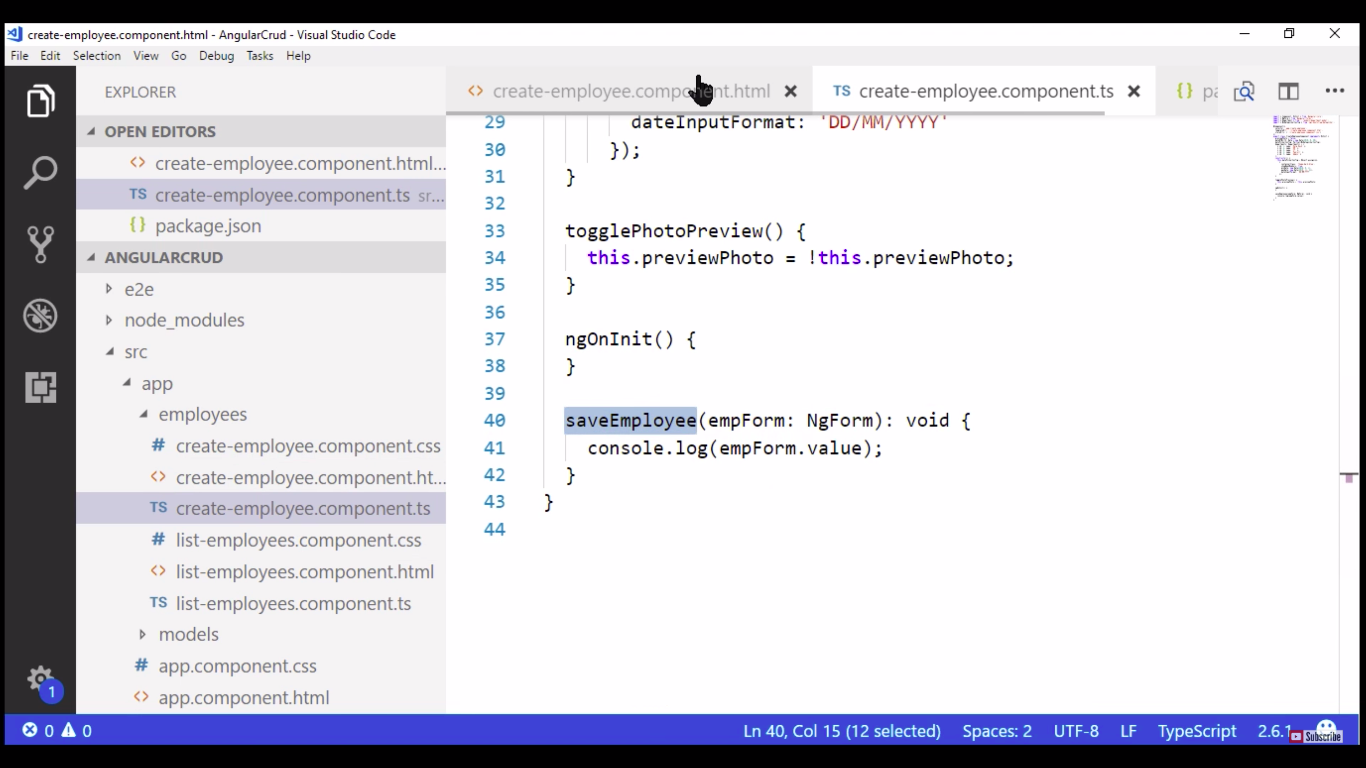 create-employee.component.html - AngularCrud - Visual Studio Code
File Edit Selection View Go Debug Tasks Help
EXPLORER
OPEN EDITORS
<> create-employee.component.html...
TS create-employee.component.ts sr...
{} package.json
ANGULARCRUD
e2e
node_modules
src
app
employees
# create-employee.component.css
<> create-employee.component.ht...
TS create-employee.component.ts
# list-employees.component.css
<> list-employees.component.html
TS list-employees.component.ts
models
# app.component.css
<> app.component.html
1
<> create-employee.component.html TS create-employee.component.ts {} pa
29 dateInputFormat: 'DD/MM/YYYY'
30 });
31 }
32
33 togglePhotoPreview() {
34 this.previewPhoto = !this.previewPhoto;
35 }
36
37 ngOnInit() {
38 }
39
40 saveEmployee(empForm: NgForm): void {
41 console.log(empForm.value);
42 }
43 }
44
0 0 Ln 40, Col 15 (12 selected) Spaces: 2 UTF-8 LF TypeScript 2.6.1
Subscribe